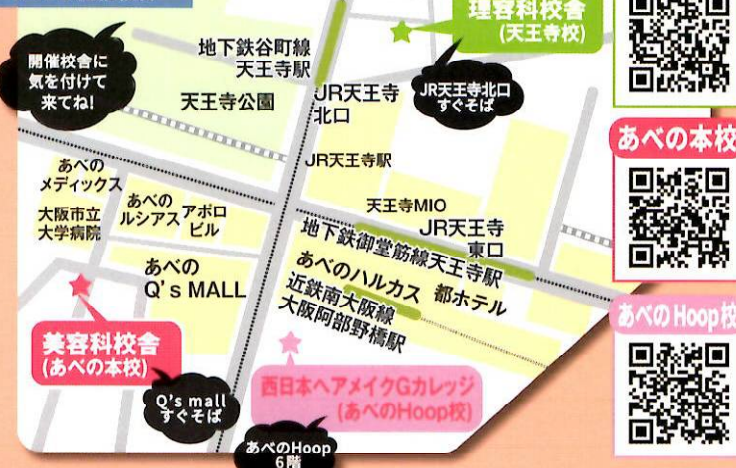 理容科校舎
(天王寺校)
開催校舎に
気を付けて
来てね!
地下鉄谷町線
天王寺駅
天王寺公園
JR天王寺
北口
JR天王寺北口
すぐそば
あべの本校
JR天王寺駅
あべの
メディックス
大阪市立
大学病院
あべの
ルシアス
アポロ
ビル
天王寺MIO
JR天王寺
東口
地下鉄御堂筋線天王寺駅
あべの
Q's MALL
あべのハルカス
都ホテル
近鉄南大阪線
大阪阿部野橋駅
あべのHoop校
美容科校舎
(あべの本校)
Q's mall
すぐそば
西日本ヘアメイクGカレッジ
(あべのHoop校)
あべのHoop
6階